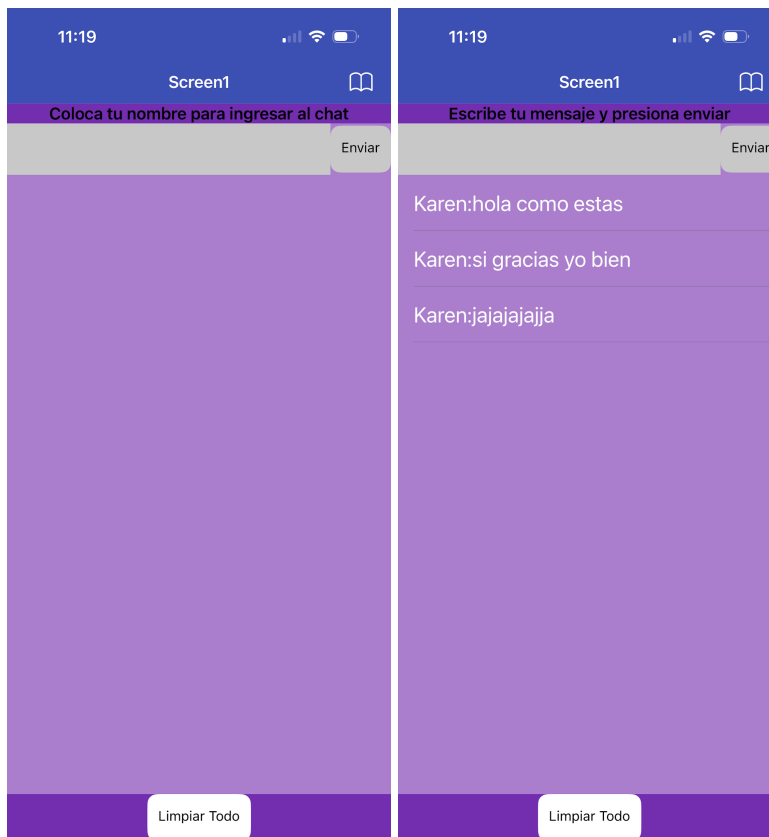 11:19
Screen1
Coloca tu nombre para ingresar al chat
Enviar
Limpiar Todo
11:19
Screen1
Escribe tu mensaje y presiona enviar
Enviar
Karen:hola como estas
Karen:si gracias yo bien
Karen:jajajajajja
Limpiar Todo